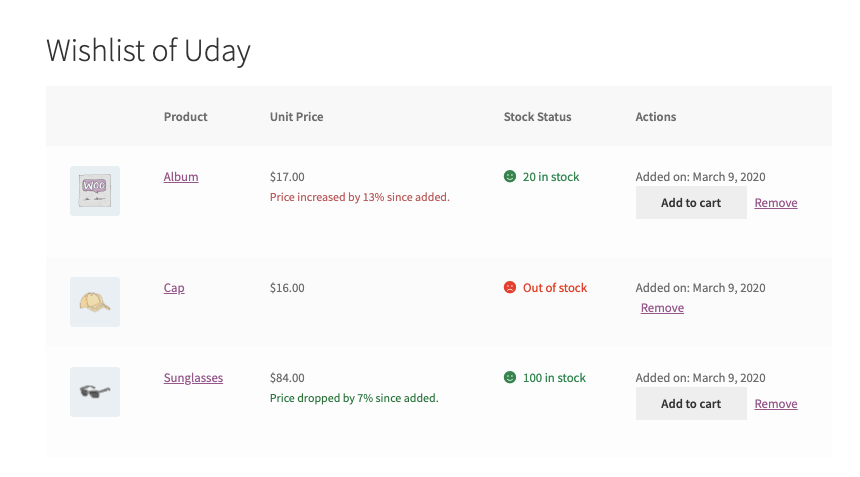 Wishlist of Uday
Product Unit Price Stock Status Actions
WOO
Album $17.00 20 in stock Added on: March 9, 2020
Price increased by 13% since added.
Add to cart Remove
Cap $16.00 Out of stock Added on: March 9, 2020
Remove
Sunglasses $84.00 100 in stock Added on: March 9, 2020
Price dropped by 7% since added.
Add to cart Remove